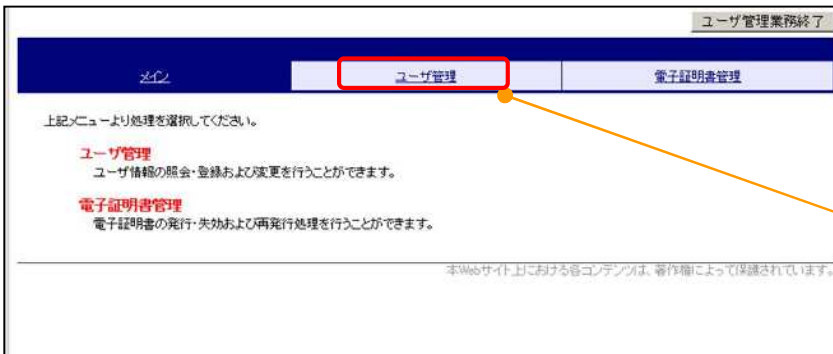 ユーザ管理業務終了
メイン
ユーザ管理
電子証明書管理
上記メニューより処理を選択してください。
ユーザ管理
ユーザ情報の照会・登録および変更を行うことができます。
電子証明書管理
電子証明書の発行・失効および再発行処理を行うことができます。
本Webサイト上における各コンテンツは、著作権によって保護されています。